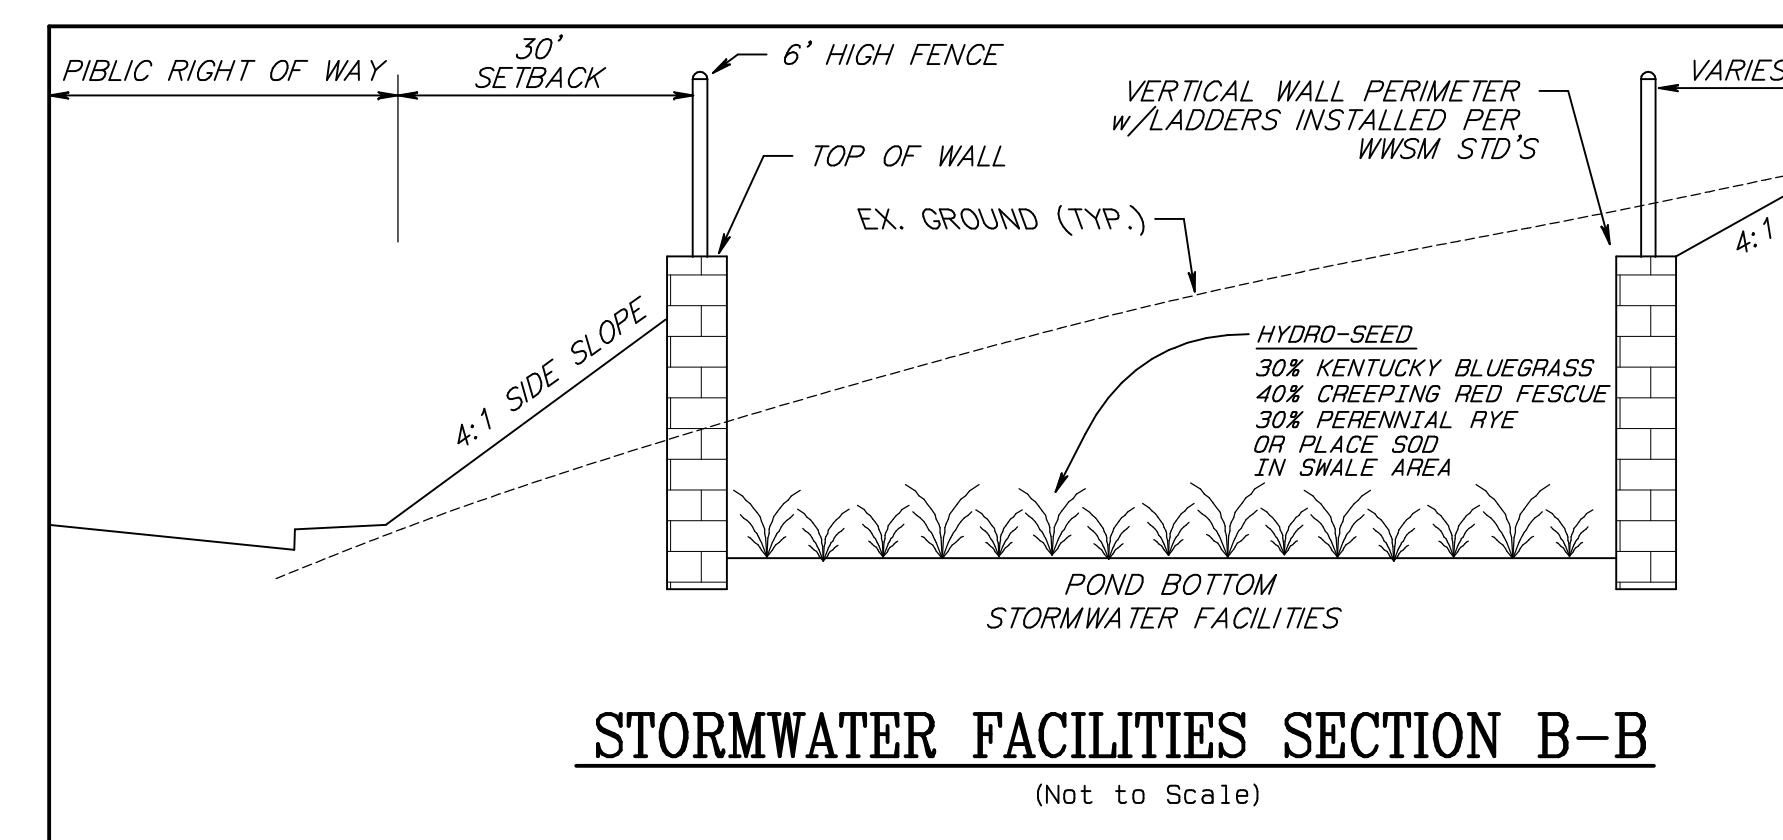 PIBLIC RIGHT OF WAY
30'
SETBACK
6' HIGH FENCE
TOP OF WALL
VERTICAL WALL PERIMETER
w/LADDERS INSTALLED PER
WWSM STD'S
VARIES
EX. GROUND (TYP.)
4:1 SIDE SLOPE
4:1
HYDRO-SEED
30% KENTUCKY BLUEGRASS
40% CREEPING RED FESCUE
30% PERENNIAL RYE
OR PLACE SOD
IN SWALE AREA
POND BOTTOM
STORMWATER FACILITIES
STORMWATER FACILITIES SECTION B-B
(Not to Scale)